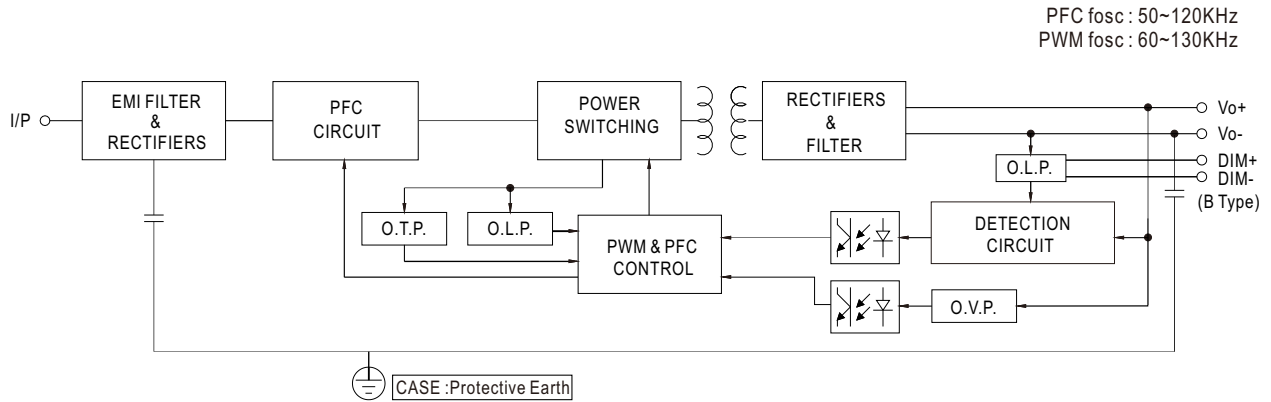 PFC fosc : 50~120KHz
PWM fosc : 60~130KHz
I/P
EMI FILTER
&
RECTIFIERS
PFC
CIRCUIT
POWER
SWITCHING
RECTIFIERS
&
FILTER
Vo+
Vo-
DIM+
DIM-
(B Type)
O.L.P.
O.T.P.
O.L.P.
PWM & PFC
CONTROL
DETECTION
CIRCUIT
O.V.P.
CASE :Protective Earth